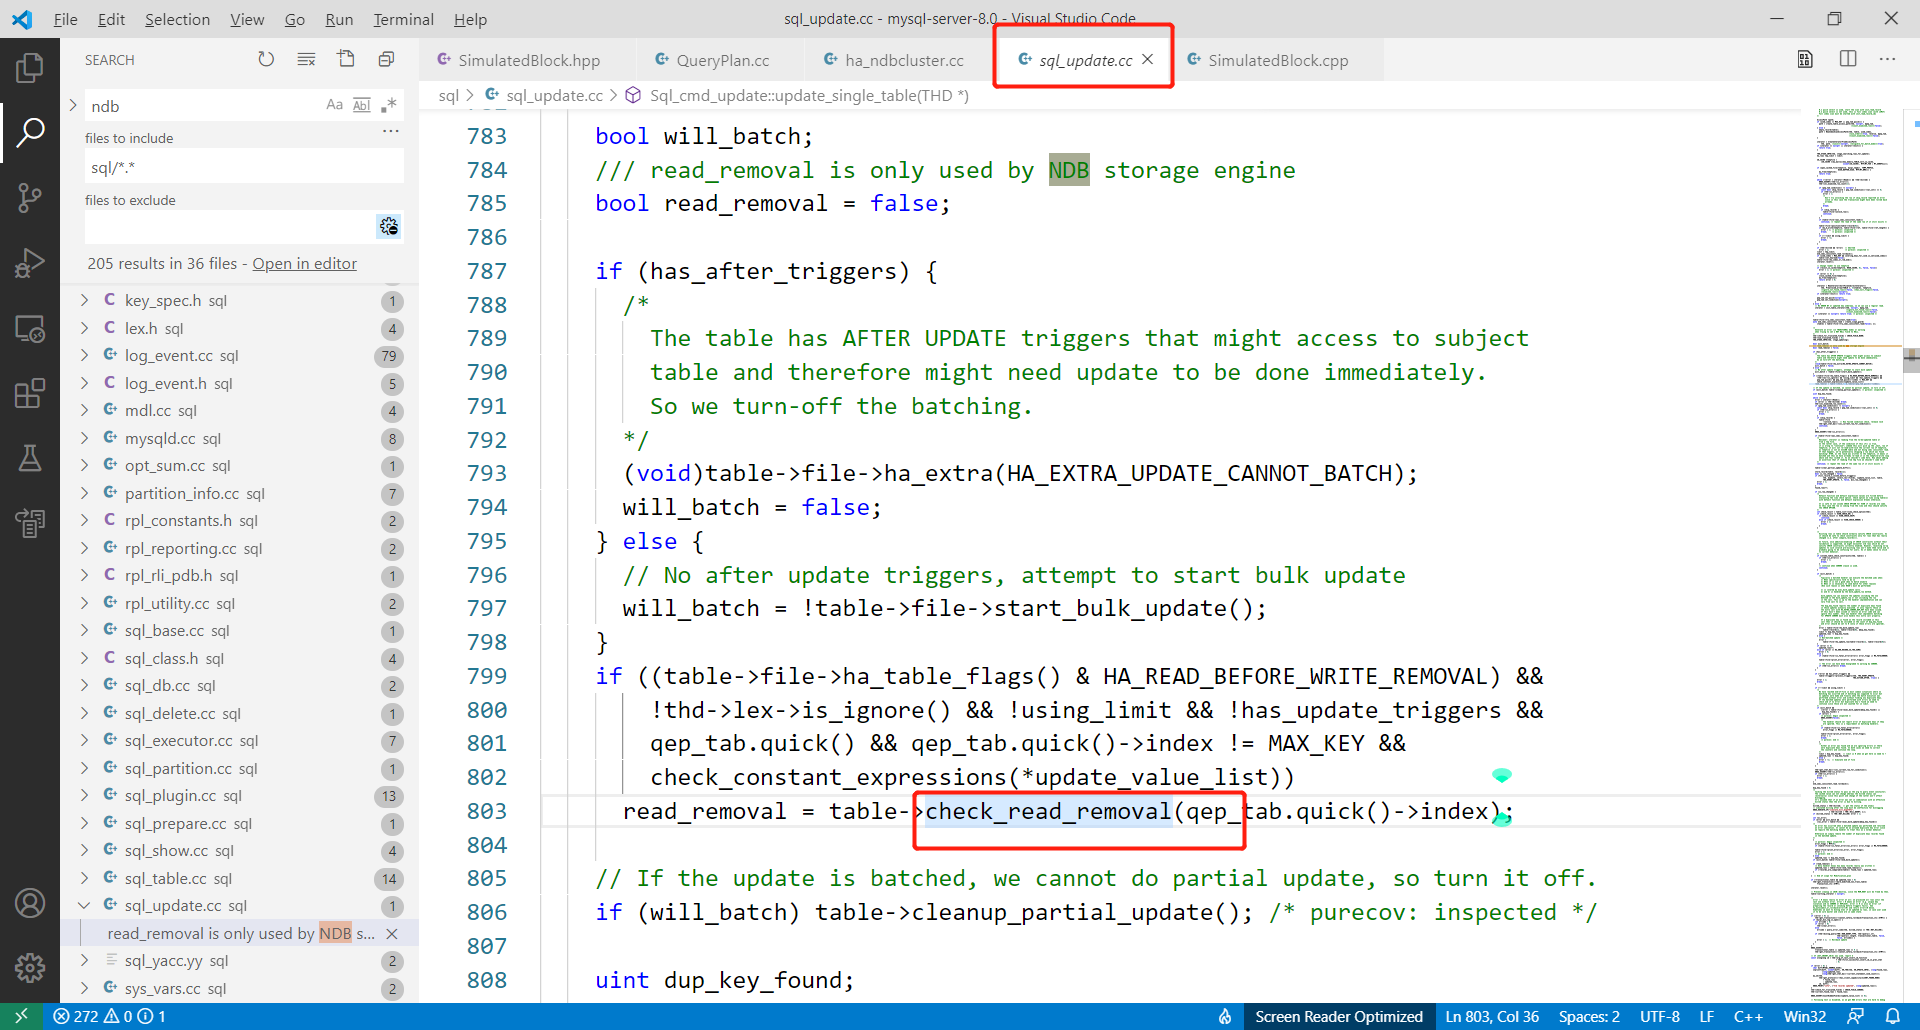 File Edit Selection View Go Run Terminal Help
sql_update.cc - mysql-server-8.0 - Visual Studio Code
SEARCH
ndb
Aa Abl .*
files to include
sql/*.*
files to exclude
205 results in 36 files - Open in editor
key_spec.h sql 1
lex.h sql 4
log_event.cc sql 79
log_event.h sql 5
mdl.cc sql 4
mysqld.cc sql 8
opt_sum.cc sql 1
partition_info.cc sql 7
rpl_constants.h sql 2
rpl_reporting.cc sql 2
rpl_rli_pdb.h sql 1
rpl_utility.cc sql 2
sql_base.cc sql 1
sql_class.h sql 4
sql_db.cc sql 2
sql_delete.cc sql 1
sql_executor.cc sql 7
sql_partition.cc sql 1
sql_plugin.cc sql 13
sql_prepare.cc sql 1
sql_show.cc sql 4
sql_table.cc sql 14
sql_update.cc sql 1
read_removal is only used by NDB s...
sql_yacc.yy sql 2
sys_vars.cc sql 2
SimulatedBlock.hpp QueryPlan.cc ha_ndbcluster.cc sql_update.cc SimulatedBlock.cpp
sql > sql_update.cc > Sql_cmd_update::update_single_table(THD *)
783 bool will_batch;
784 /// read_removal is only used by NDB storage engine
785 bool read_removal = false;
786
787 if (has_after_triggers) {
788 /*
789 The table has AFTER UPDATE triggers that might access to subject
790 table and therefore might need update to be done immediately.
791 So we turn-off the batching.
792 */
793 (void)table->file->ha_extra(HA_EXTRA_UPDATE_CANNOT_BATCH);
794 will_batch = false;
795 } else {
796 // No after update triggers, attempt to start bulk update
797 will_batch = !table->file->start_bulk_update();
798 }
799 if ((table->file->ha_table_flags() & HA_READ_BEFORE_WRITE_REMOVAL) &&
800 !thd->lex->is_ignore() && !using_limit && !has_update_triggers &&
801 qep_tab.quick() && qep_tab.quick()->index != MAX_KEY &&
802 check_constant_expressions(*update_value_list))
803 read_removal = table->check_read_removal(qep_tab.quick()->index);
804
805 // If the update is batched, we cannot do partial update, so turn it off.
806 if (will_batch) table->cleanup_partial_update(); /* purecov: inspected */
807
808 uint dup_key_found;
272 0 1
Screen Reader Optimized Ln 803, Col 36 Spaces: 2 UTF-8 LF C++ Win32